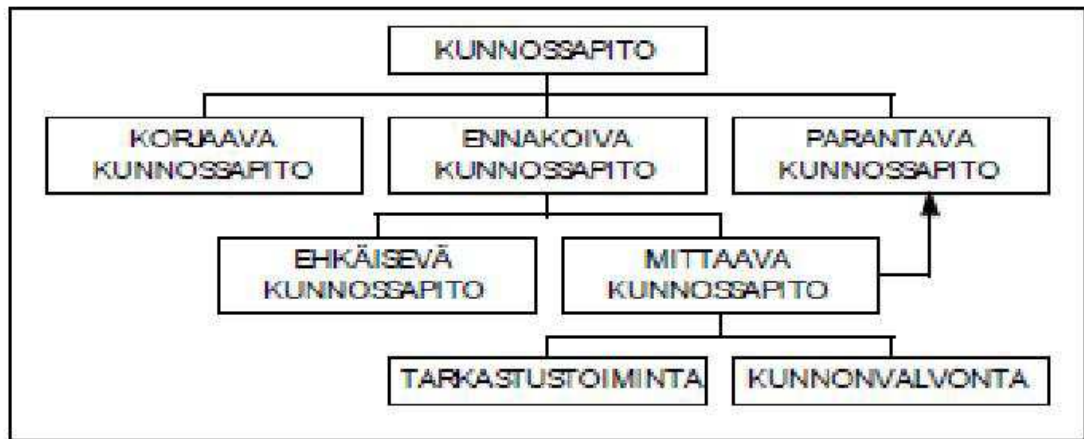 KUNNOSSAPITO
KORJAAVA
KUNNOSSAPITO
ENNAKOIVA
KUNNOSSAPITO
PARANTAVA
KUNNOSSAPITO
EHKÄISEVÄ
KUNNOSSAPITO
MITTAAVA
KUNNOSSAPITO
TARKASTUSTOIMINTA
KUNNONVALVONTA